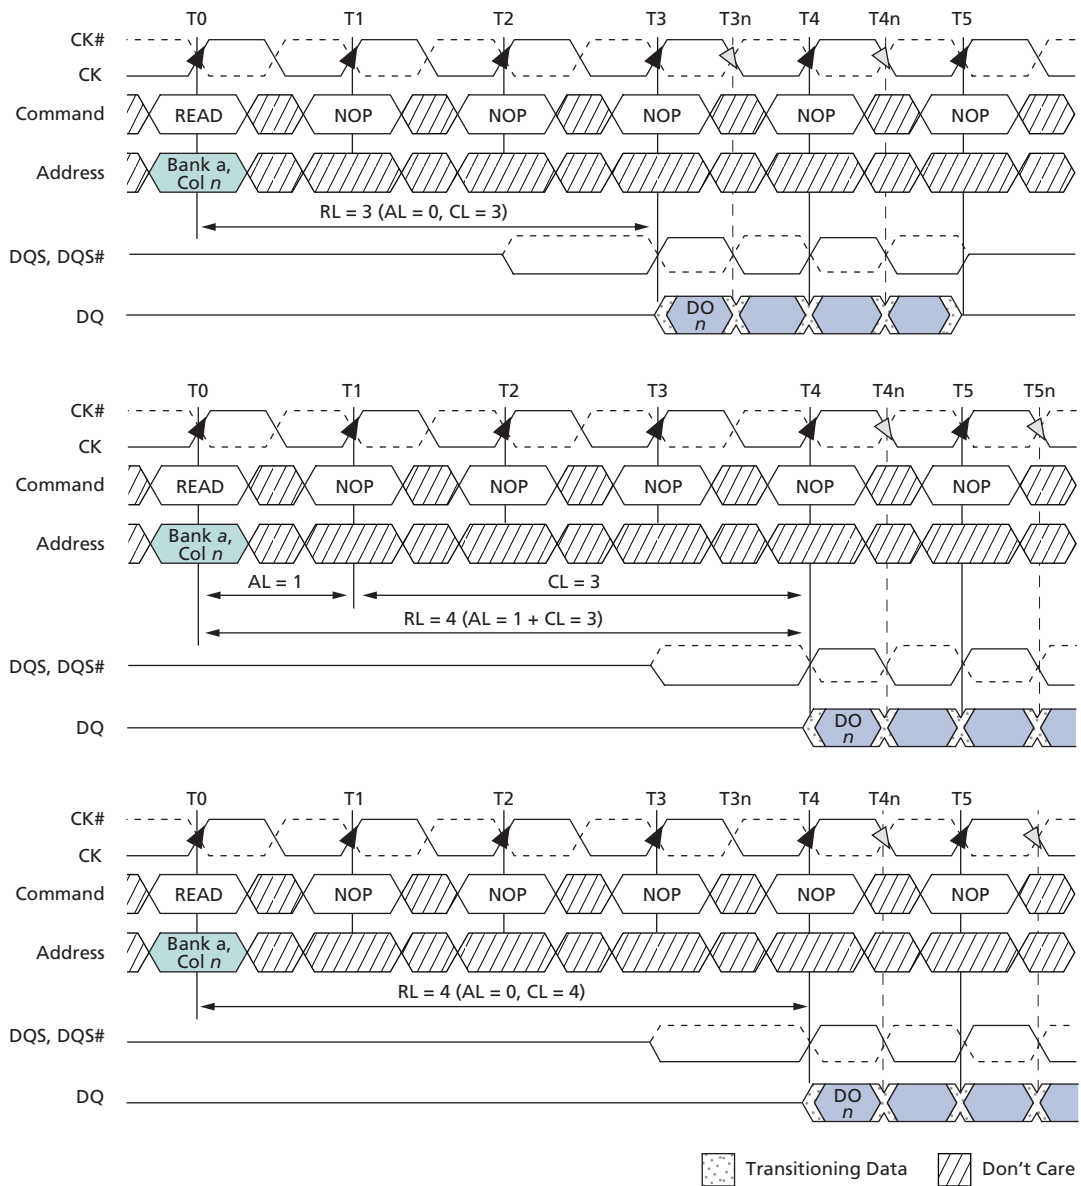 T0 T1 T2 T3 T3n T4 T4n T5
CK#
CK
Command READ NOP NOP NOP NOP NOP
Address Bank a,
Col n
RL = 3 (AL = 0, CL = 3)
DQS, DQS#
DQ DO
n
T0 T1 T2 T3 T4 T4n T5 T5n
CK#
CK
Command READ NOP NOP NOP NOP NOP
Address Bank a,
Col n
AL = 1 CL = 3
RL = 4 (AL = 1 + CL = 3)
DQS, DQS#
DQ DO
n
T0 T1 T2 T3 T3n T4 T4n T5
CK#
CK
Command READ NOP NOP NOP NOP NOP
Address Bank a,
Col n
RL = 4 (AL = 0, CL = 4)
DQS, DQS#
DQ DO
n
Transitioning Data Don't Care